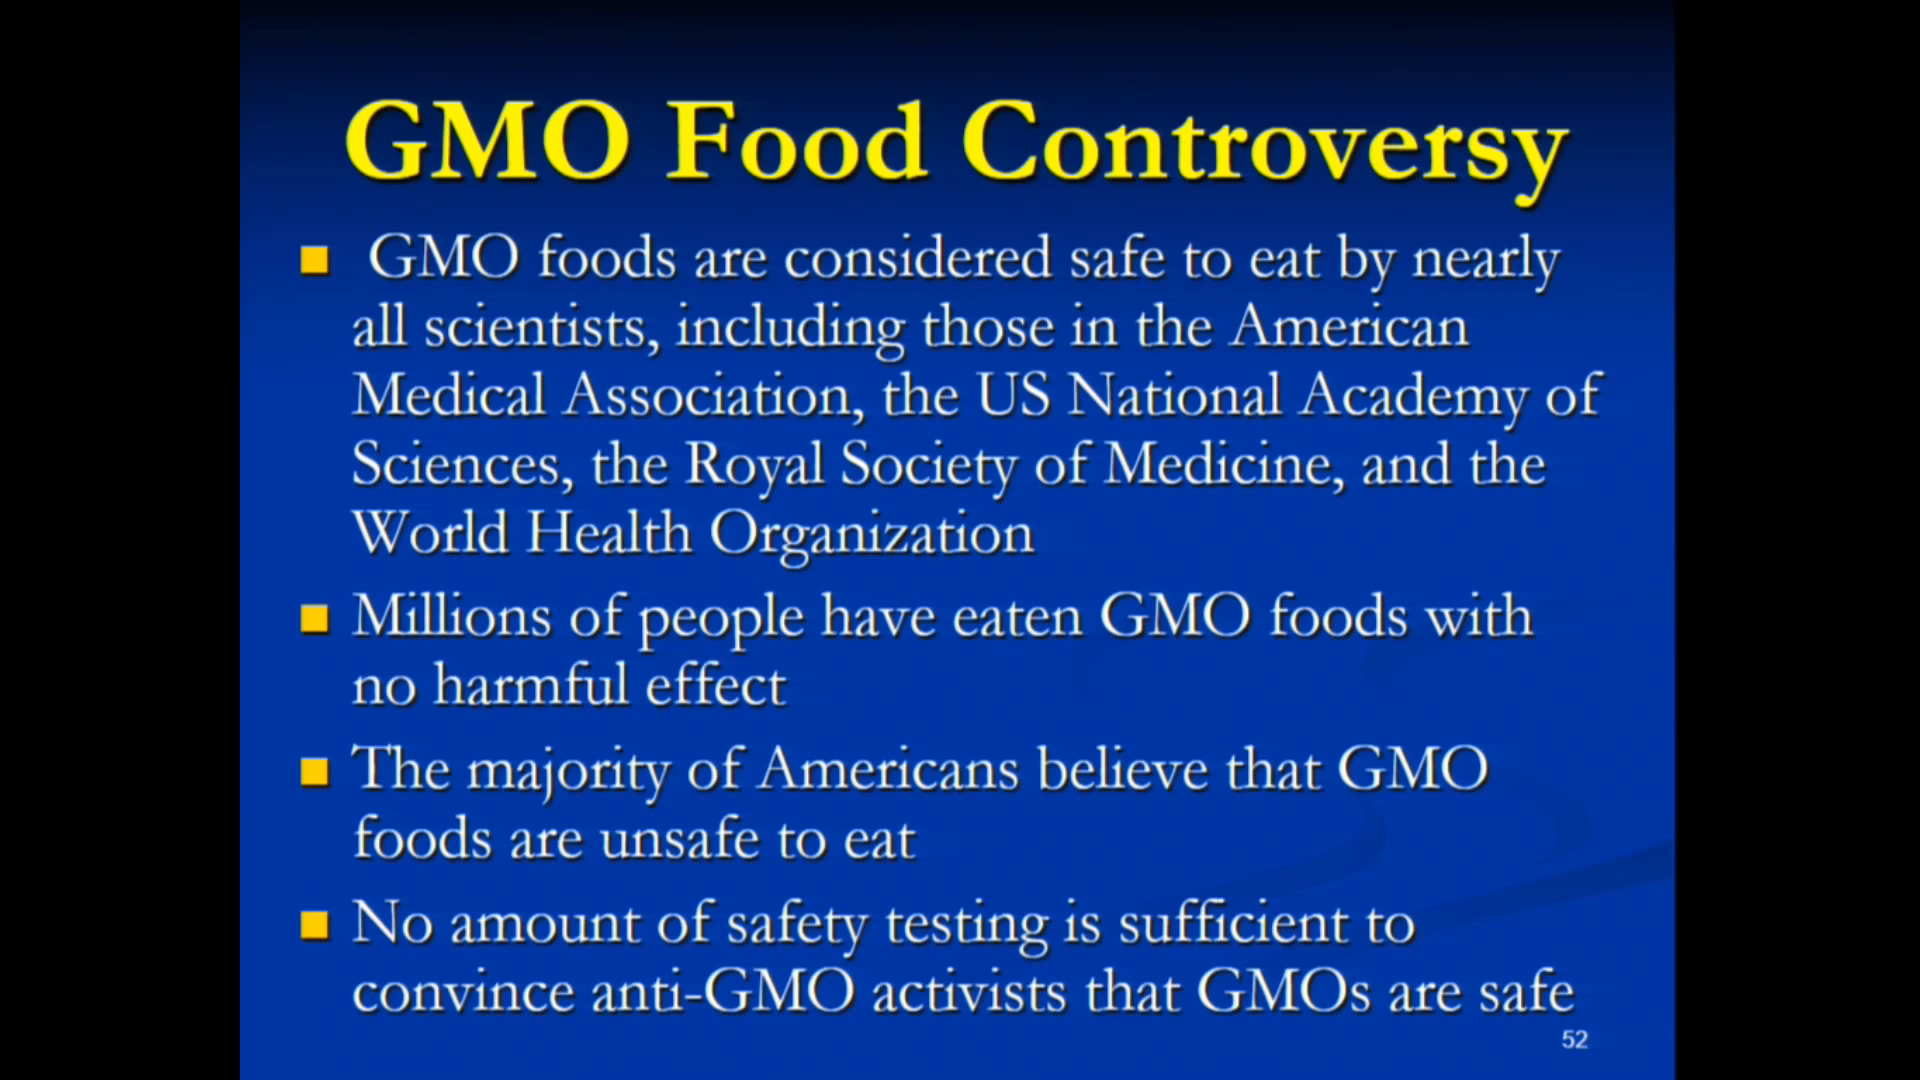 GMO Food Controversy
GMO foods are considered safe to eat by nearly
all scientists, including those in the American
Medical Association, the US National Academy of
Sciences, the Royal Society of Medicine, and the
World Health Organization
Millions of people have eaten GMO foods with
no harmful effect
The majority of Americans believe that GMO
foods are unsafe to eat
No amount of safety testing is sufficient to
convince anti-GMO activists that GMOs are safe
52